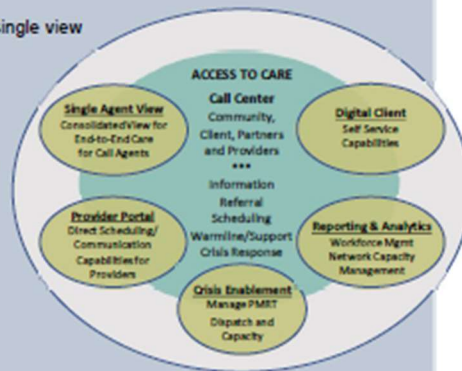 single view
ACCESS TO CARE
Call Center
Community,
Client, Partners
and Providers
***
Information
Referral
Scheduling
Warmline/Support
Crisis Response
Single Agent View
Consolidated View for
End-to-End Care
for Call Agents
Digital Client
Self Service
Capabilities
Provider Portal
Direct Scheduling/
Communication
Capabilities for
Providers
Reporting & Analytics
Workforce Mgmt
Network Capacity
Management
Crisis Enablement
Manage PMRT
Dispatch and
Capacity